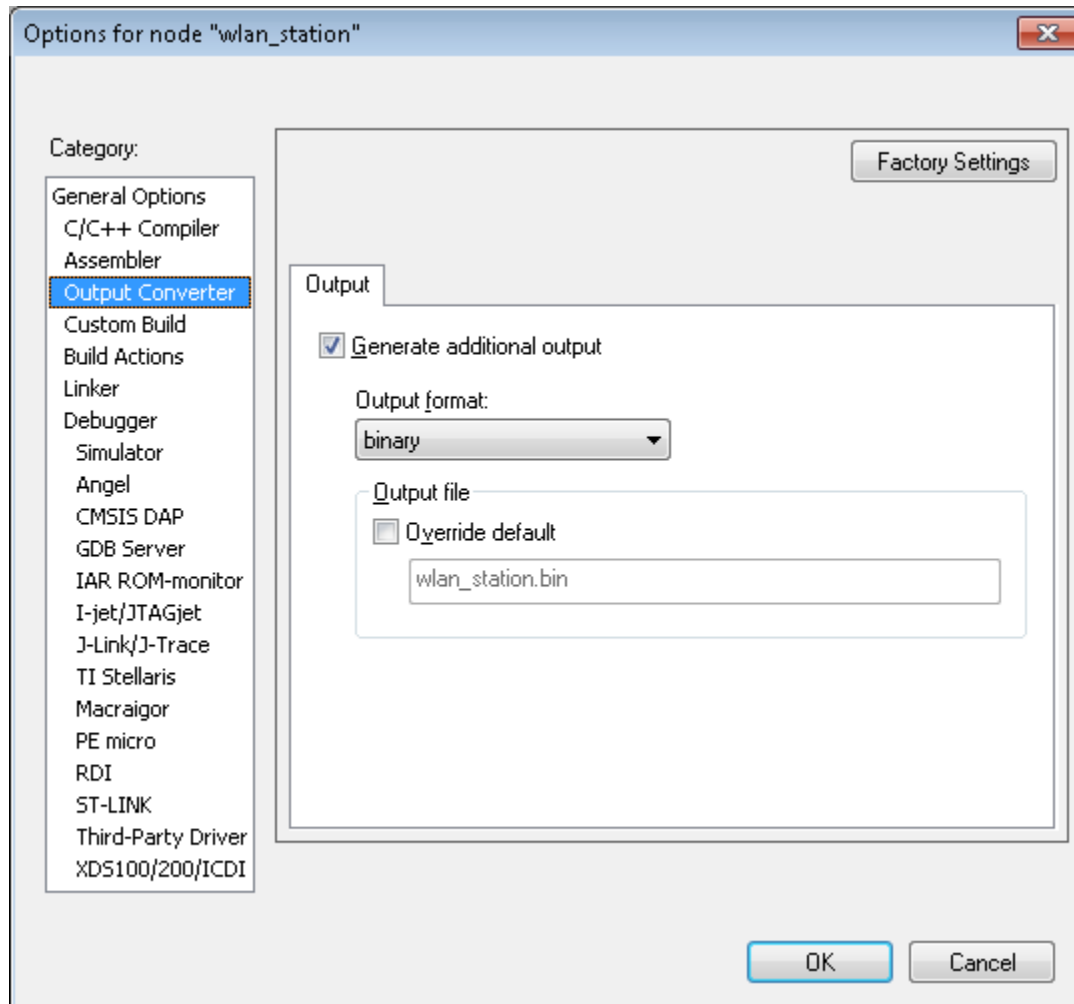 Options for node "wlan_station"
Category:
Factory Settings
General Options
C/C++ Compiler
Assembler
Output Converter
Custom Build
Build Actions
Linker
Debugger
Simulator
Angel
CMSIS DAP
GDB Server
IAR ROM-monitor
I-jet/JTAGjet
J-Link/J-Trace
TI Stellaris
Macraigor
PE micro
RDI
ST-LINK
Third-Party Driver
XDS100/200/ICDI
Output
Generate additional output
Output format:
binary
Output file
Override default
wlan_station.bin
OK
Cancel